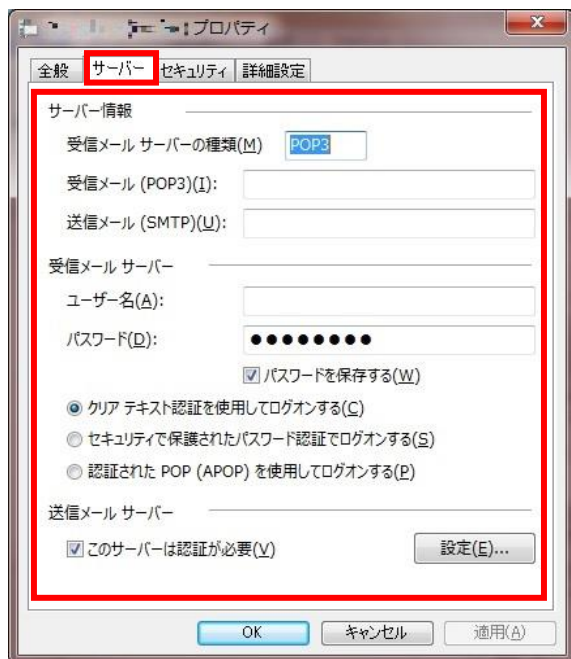 プロパティ
全般 サーバー セキュリティ 詳細設定
サーバー情報
受信メール サーバーの種類(M) POP3
受信メール (POP3)(I):
送信メール (SMTP)(U):
受信メール サーバー
ユーザー名(A):
パスワード(D): ●●●●●●●●
パスワードを保存する(W)
クリア テキスト認証を使用してログオンする(C)
セキュリティで保護されたパスワード認証でログオンする(S)
認証された POP (APOP) を使用してログオンする(P)
送信メール サーバー
このサーバーは認証が必要(V) 設定(E)...
OK キャンセル 適用(A)